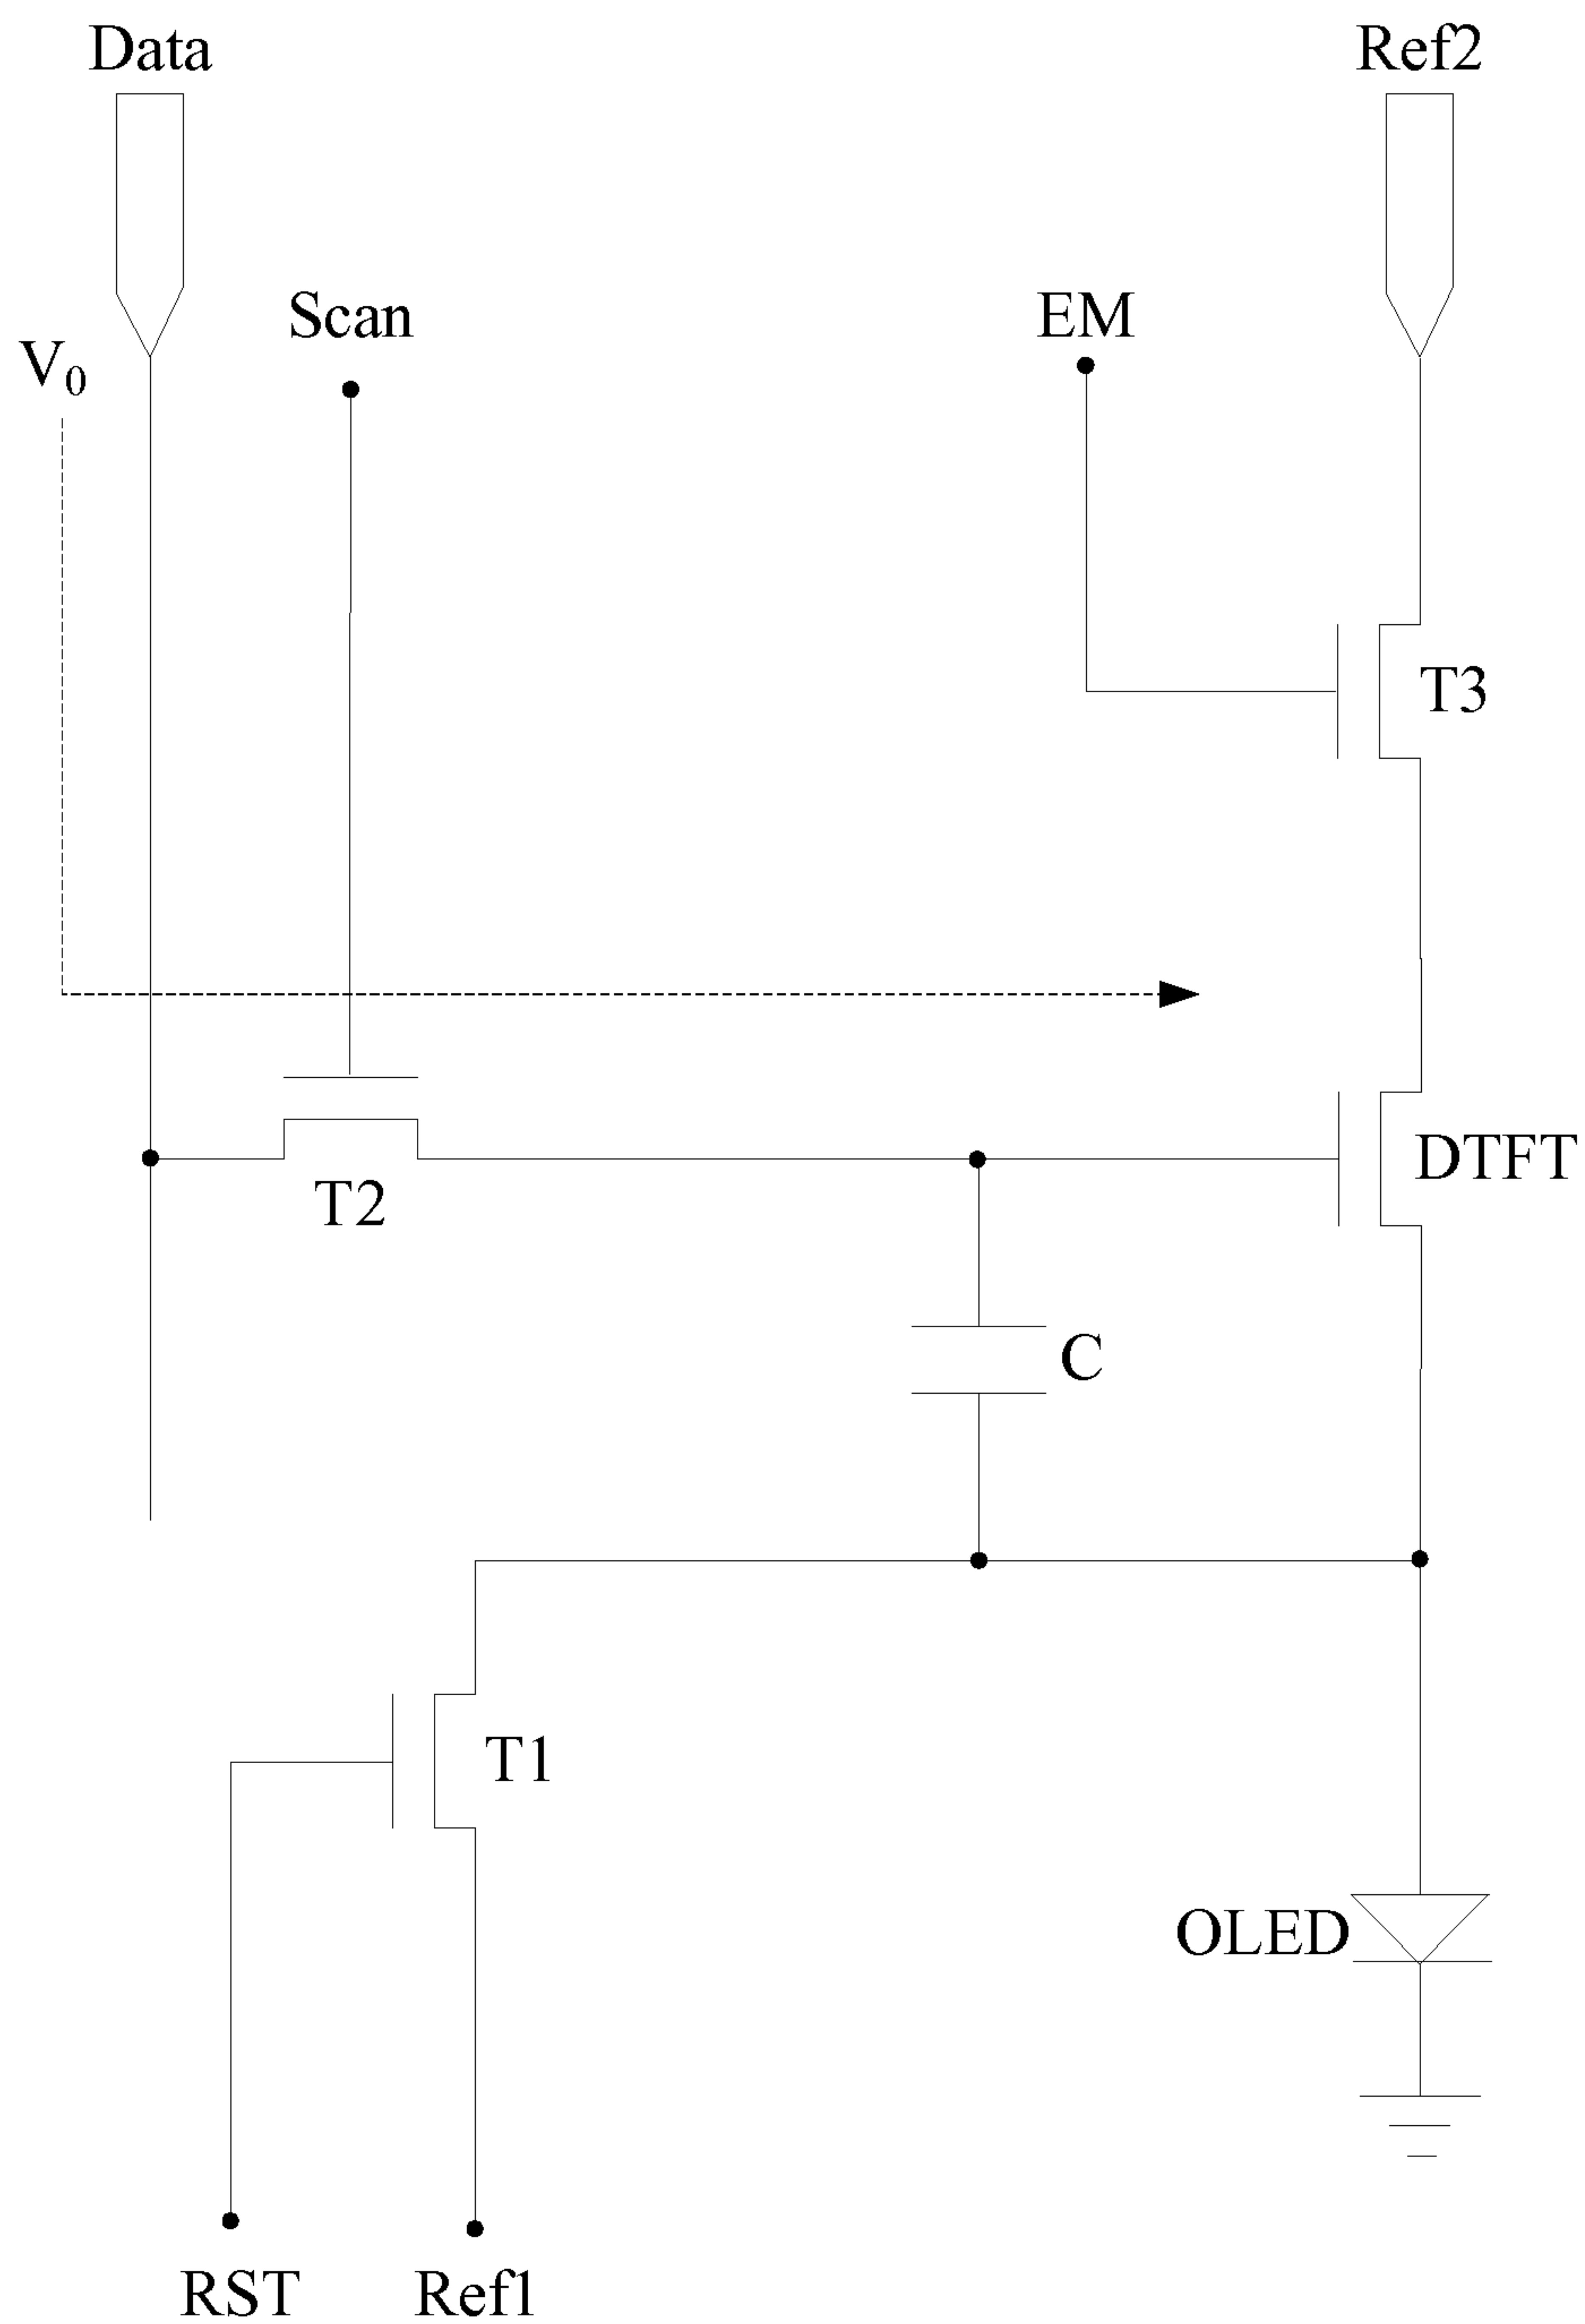 Data
Ref2
Scan
EM
V₀
T3
DTFT
T2
C
T1
OLED
RST
Ref1